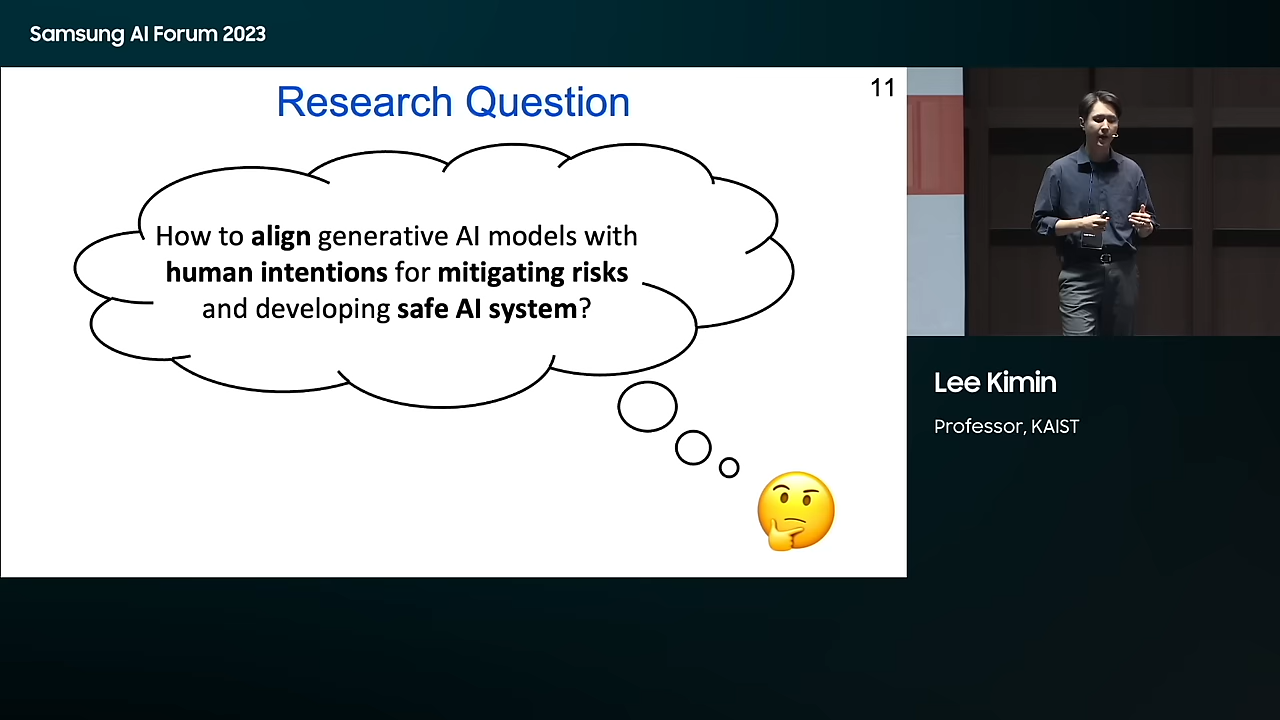 Samsung AI Forum 2023
Research Question
11
How to align generative AI models with
human intentions for mitigating risks
and developing safe AI system?
Lee Kimin
Professor, KAIST